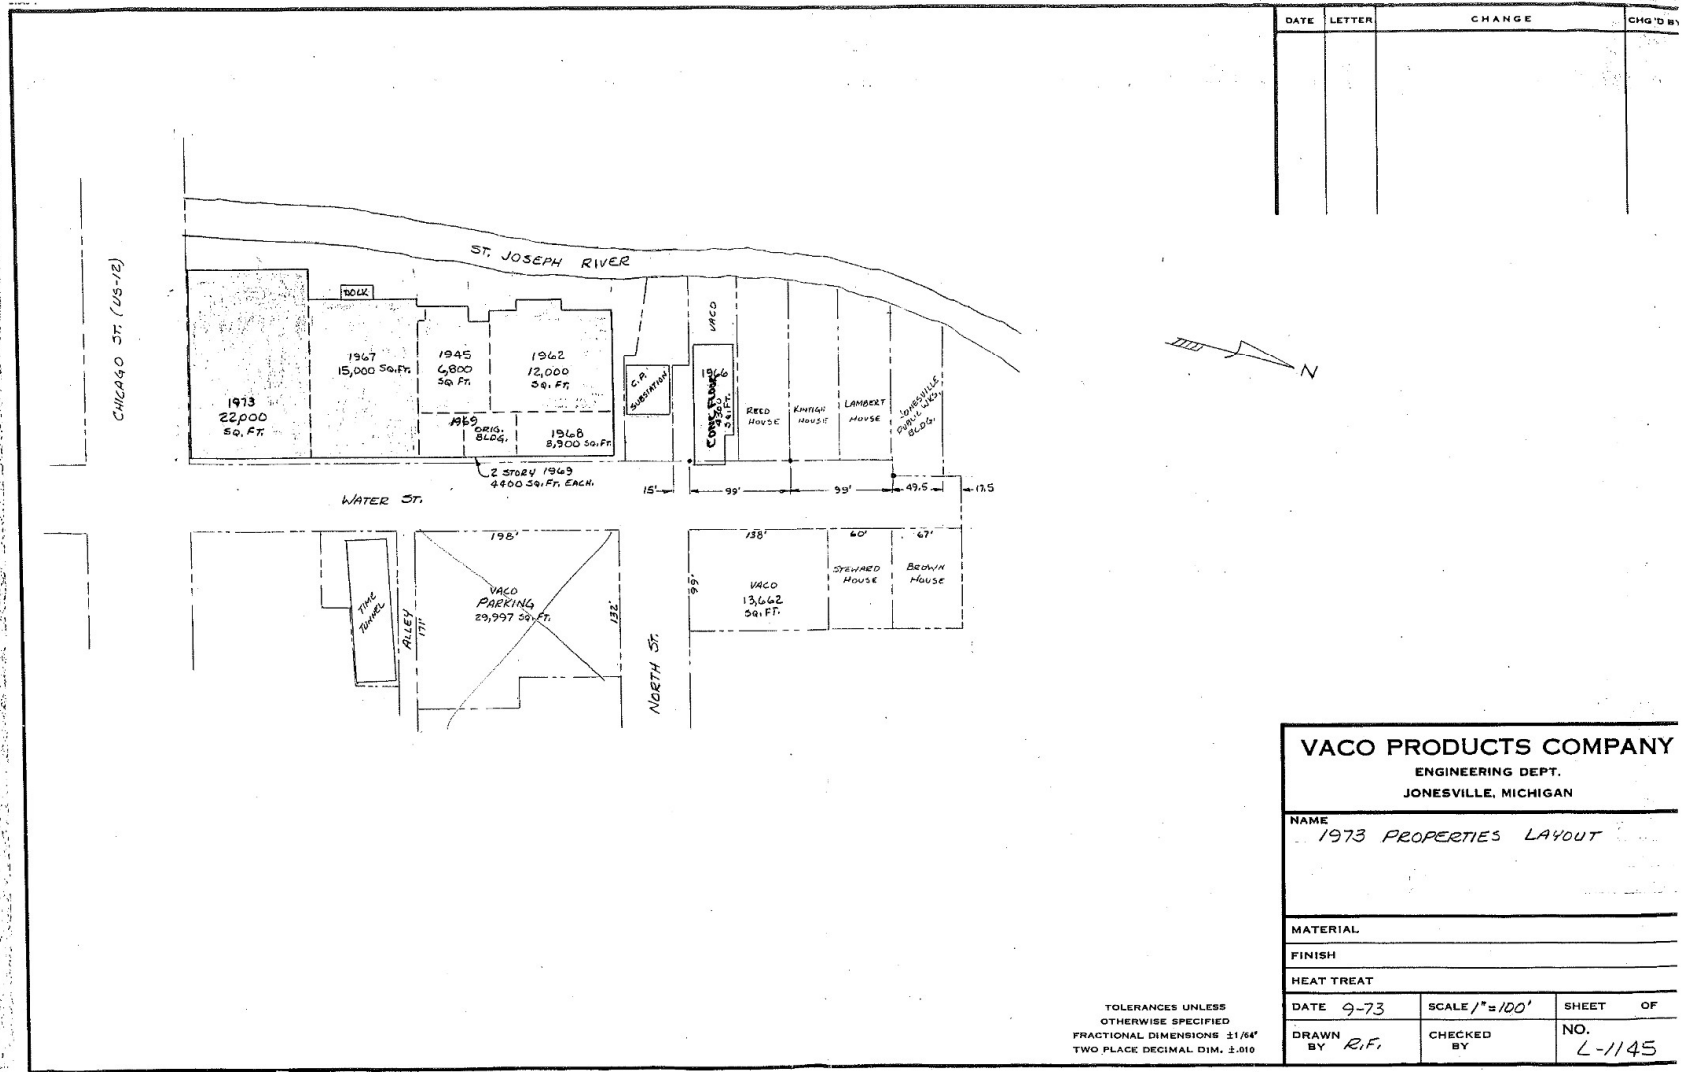 DATE LETTER CHANGE CHG'D BY
CHICAGO ST. (US-12)
ST. JOSEPH RIVER
DOCK
1973
22,000
SQ. FT.
1967
15,000 SQ. FT.
1945
6,800
SQ. FT.
1962
12,000
SQ. FT.
1969
ORIG.
BLDG.
1968
8,900 SQ. FT.
2 STORY 1969
4400 SQ. FT. EACH.
C.P.
SUBSTATION
VACO
1966
SQ. FT.
REED
HOUSE
HOUSE
LAMBERT
HOUSE
JONESVILLE
PUBLIC WKS.
BLDG.
N
WATER ST.
15'
99'
99'
49.5
17.5
TIME
TUNNEL
ALLEY
171'
198'
VACO
PARKING
29,997 SQ. FT.
132'
NORTH ST.
99'
138'
VACO
13,662
SQ. FT.
60'
STEWARD
HOUSE
67'
BROWN
HOUSE
TOLERANCES UNLESS
OTHERWISE SPECIFIED
FRACTIONAL DIMENSIONS ±1/64"
TWO PLACE DECIMAL DIM. ±.010
VACO PRODUCTS COMPANY
ENGINEERING DEPT.
JONESVILLE, MICHIGAN
NAME
1973 PROPERTIES LAYOUT
MATERIAL
FINISH
HEAT TREAT
DATE 9-73 SCALE 1"=100' SHEET OF
DRAWN BY R.F. CHECKED BY NO. L-1145